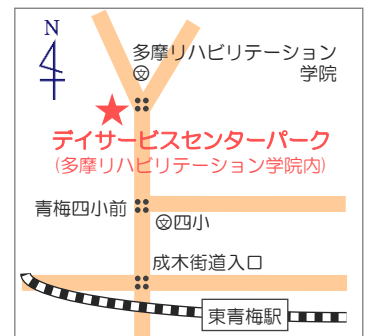 N
多摩リハビリテーション
文
学院
デイサービスセンターパーク
(多摩リハビリテーション学院内)
青梅四小前
文四小
成木街道入口
東青梅駅